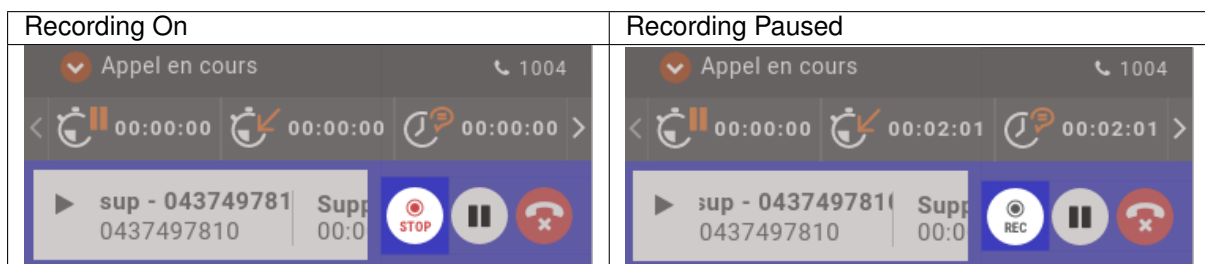 Recording On
Recording Paused
Appel en cours
1004
00:00:00
00:00:00
00:00:00
sup - 043749781
0437497810
Supp
00:0
STOP
Appel en cours
1004
00:00:00
00:02:01
00:02:01
sup - 043749781
0437497810
Supp
00:0
REC